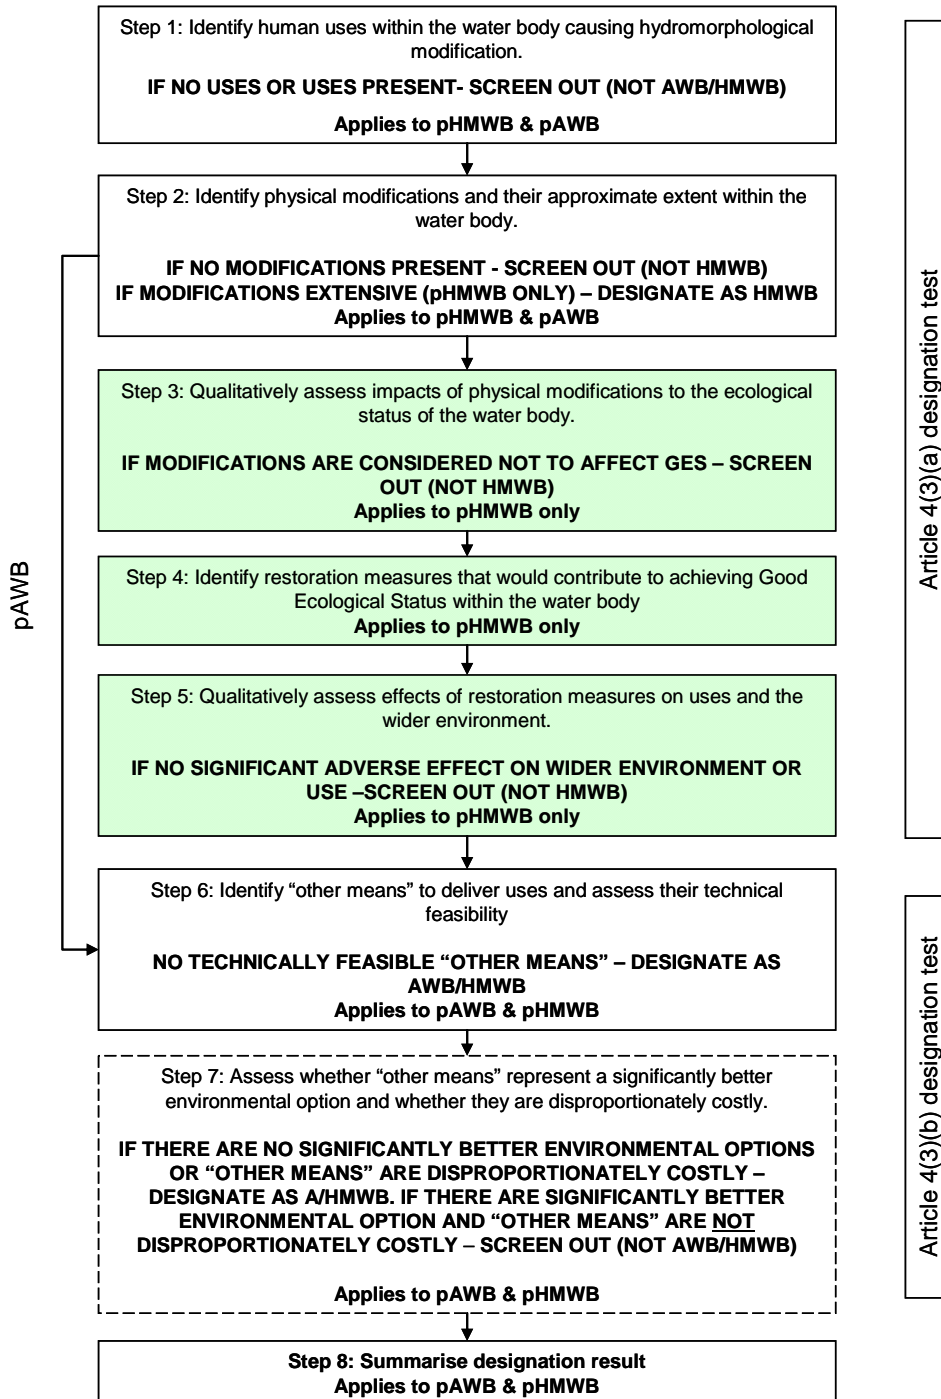 Step 1: Identify human uses within the water body causing hydromorphological
modification.
IF NO USES OR USES PRESENT- SCREEN OUT (NOT AWB/HMWB)
Applies to pHMWB & pAWB
Step 2: Identify physical modifications and their approximate extent within the
water body.
IF NO MODIFICATIONS PRESENT - SCREEN OUT (NOT HMWB)
IF MODIFICATIONS EXTENSIVE (pHMWB ONLY) – DESIGNATE AS HMWB
Applies to pHMWB & pAWB
Step 3: Qualitatively assess impacts of physical modifications to the ecological
status of the water body.
IF MODIFICATIONS ARE CONSIDERED NOT TO AFFECT GES – SCREEN
OUT (NOT HMWB)
Applies to pHMWB only
Step 4: Identify restoration measures that would contribute to achieving Good
Ecological Status within the water body
Applies to pHMWB only
Step 5: Qualitatively assess effects of restoration measures on uses and the
wider environment.
IF NO SIGNIFICANT ADVERSE EFFECT ON WIDER ENVIRONMENT OR
USE –SCREEN OUT (NOT HMWB)
Applies to pHMWB only
Step 6: Identify “other means” to deliver uses and assess their technical
feasibility
NO TECHNICALLY FEASIBLE “OTHER MEANS” – DESIGNATE AS
AWB/HMWB
Applies to pAWB & pHMWB
Step 7: Assess whether “other means” represent a significantly better
environmental option and whether they are disproportionately costly.
IF THERE ARE NO SIGNIFICANTLY BETTER ENVIRONMENTAL OPTIONS
OR “OTHER MEANS” ARE DISPROPORTIONATELY COSTLY –
DESIGNATE AS A/HMWB. IF THERE ARE SIGNIFICANTLY BETTER
ENVIRONMENTAL OPTION AND “OTHER MEANS” ARE NOT
DISPROPORTIONATELY COSTLY – SCREEN OUT (NOT AWB/HMWB)
Applies to pAWB & pHMWB
Step 8: Summarise designation result
Applies to pAWB & pHMWB
pAWB
Article 4(3)(a) designation test
Article 4(3)(b) designation test